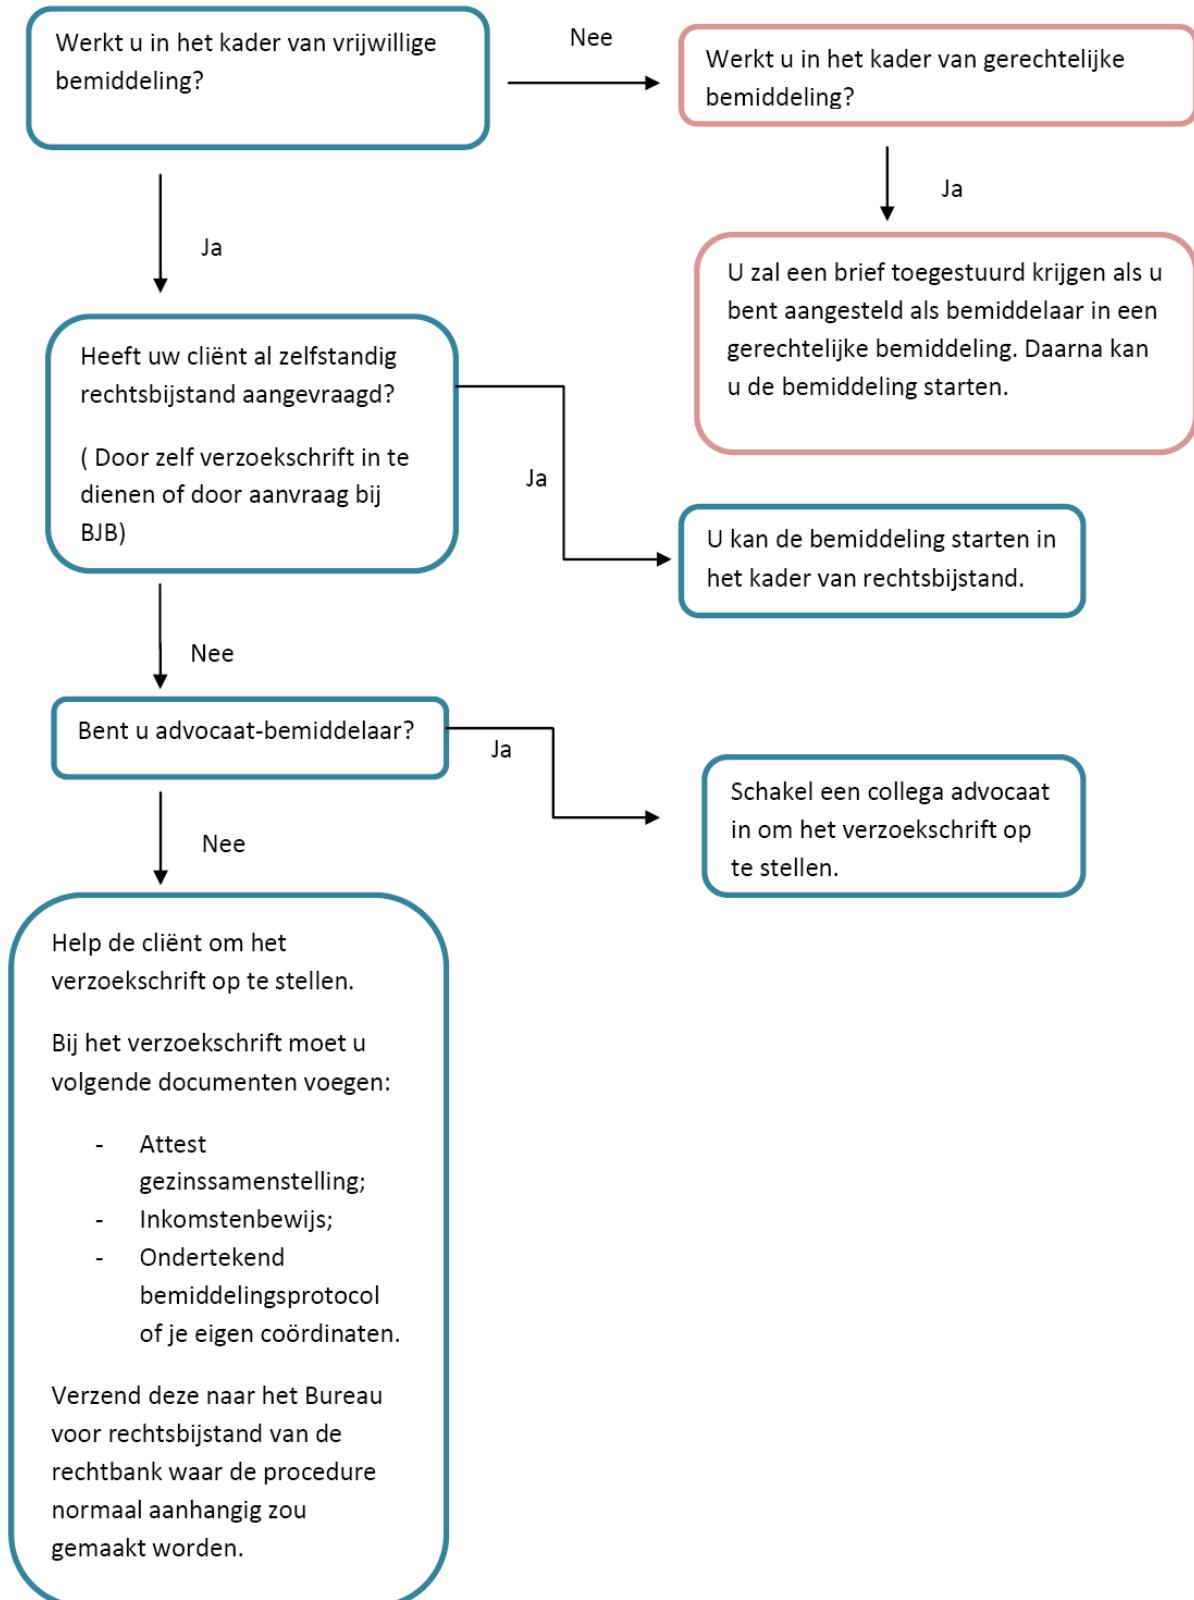 Werkt u in het kader van vrijwillige
bemiddeling?
Nee
Werkt u in het kader van gerechtelijke
bemiddeling?
Ja
Ja
U zal een brief toegestuurd krijgen als u
bent aangesteld als bemiddelaar in een
gerechtelijke bemiddeling. Daarna kan
u de bemiddeling starten.
Heeft uw cliënt al zelfstandig
rechtsbijstand aangevraagd?
( Door zelf verzoekschrift in te
dienen of door aanvraag bij
BJB)
Ja
U kan de bemiddeling starten in
het kader van rechtsbijstand.
Nee
Bent u advocaat-bemiddelaar?
Ja
Schakel een collega advocaat
in om het verzoekschrift op
te stellen.
Nee
Help de cliënt om het
verzoekschrift op te stellen.
Bij het verzoekschrift moet u
volgende documenten voegen:
- Attest
gezinssamenstelling;
- Inkomstenbewijs;
- Ondertekend
bemiddelingsprotocol
of je eigen coördinaten.
Verzend deze naar het Bureau
voor rechtsbijstand van de
rechtbank waar de procedure
normaal aanhangig zou
gemaakt worden.